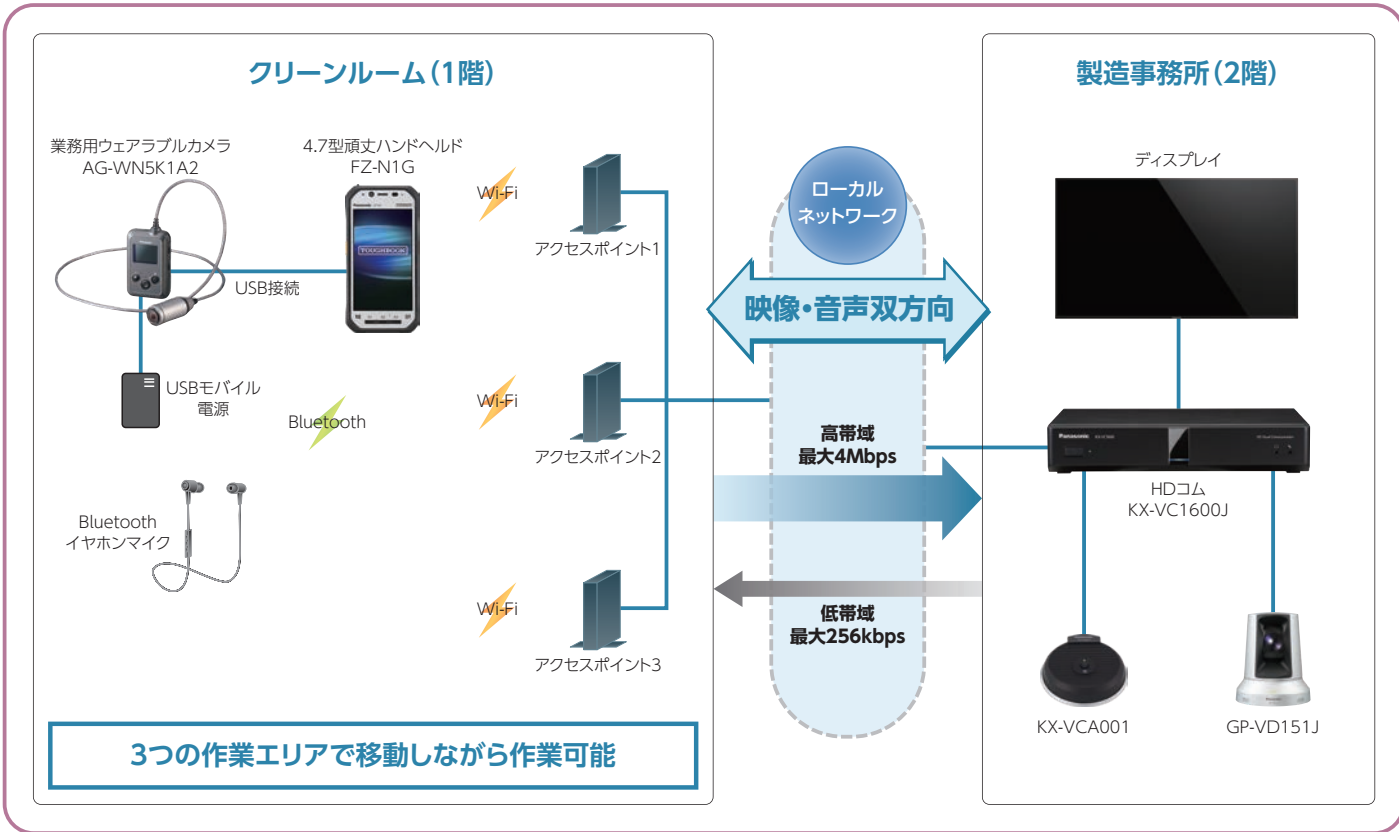 クリーンルーム（1階）
業務用ウェアラブルカメラ
AG-WN5K1A2
4.7型頑丈ハンドヘルド
FZ-N1G
Panasonic
TOUGHBOOK
USB接続
USBモバイル
電源
Bluetooth
Bluetooth
イヤホンマイク
Wi-Fi
アクセスポイント1
Wi-Fi
アクセスポイント2
Wi-Fi
アクセスポイント3
3つの作業エリアで移動しながら作業可能
ローカル
ネットワーク
映像・音声双方向
高帯域
最大4Mbps
低帯域
最大256kbps
製造事務所（2階）
ディスプレイ
Panasonic
HDコム
KX-VC1600J
KX-VCA001
GP-VD151J